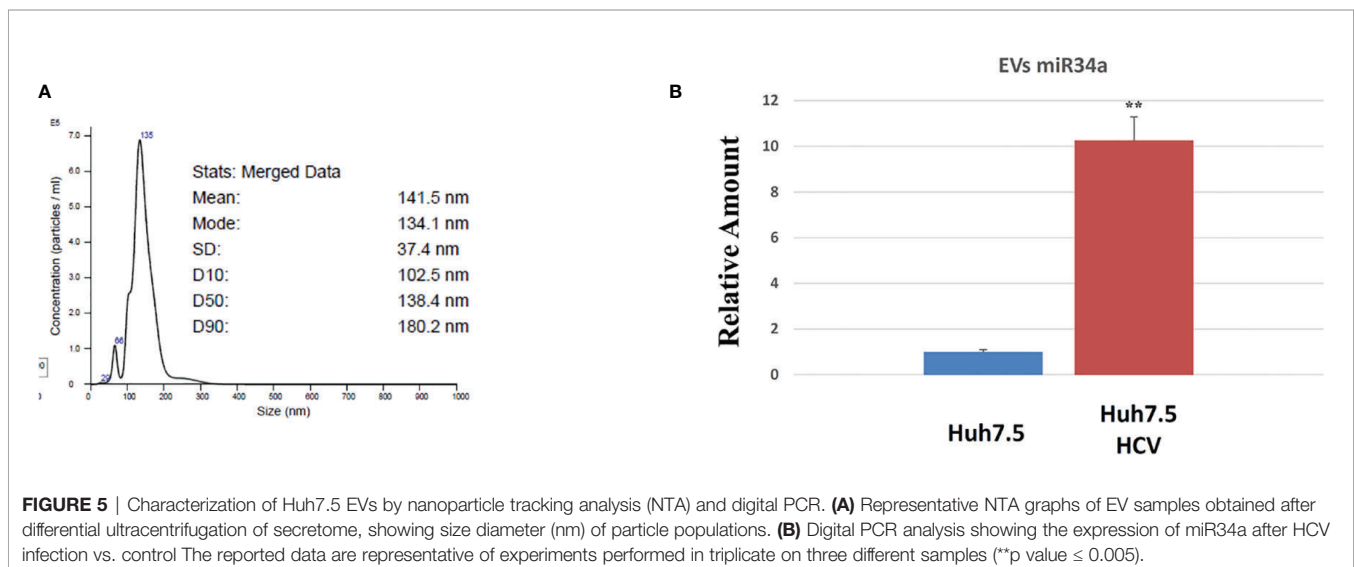 A
E5
7.0
6.0
5.0
4.0
3.0
2.0
1.0
0
Concentration (particles / ml)
135
66
29
0 100 200 300 400 500 600 700 800 900 1000
Size (nm)
Stats: Merged Data
Mean: 141.5 nm
Mode: 134.1 nm
SD: 37.4 nm
D10: 102.5 nm
D50: 138.4 nm
D90: 180.2 nm
B
EVs miR34a
Relative Amount
12
10
8
6
4
2
0
**
Huh7.5
Huh7.5
HCV
FIGURE 5 | Characterization of Huh7.5 EVs by nanoparticle tracking analysis (NTA) and digital PCR. (A) Representative NTA graphs of EV samples obtained after
differential ultracentrifugation of secretome, showing size diameter (nm) of particle populations. (B) Digital PCR analysis showing the expression of miR34a after HCV
infection vs. control The reported data are representative of experiments performed in triplicate on three different samples (**p value ≤ 0.005).